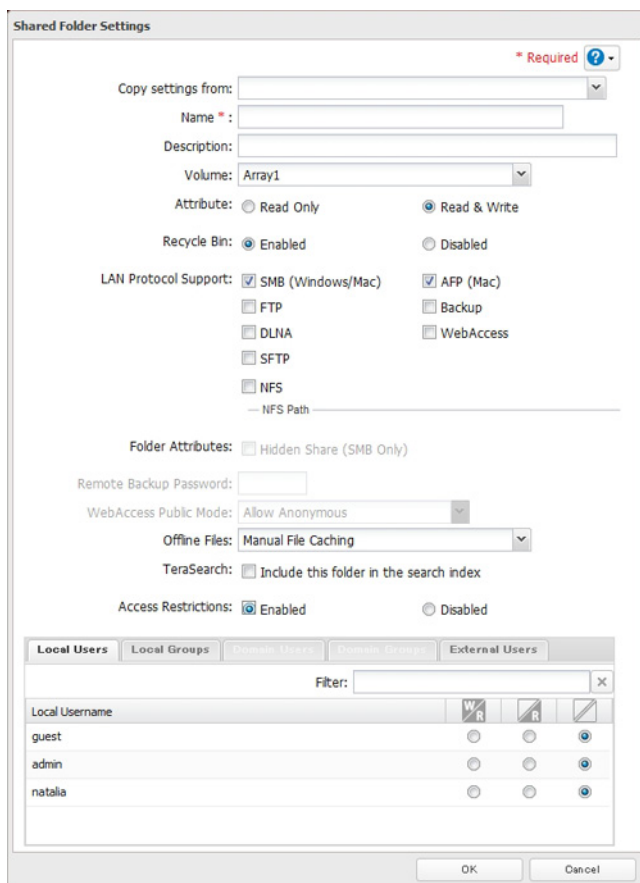 Shared Folder Settings
* Required ?
Copy settings from:
Name * :
Description:
Volume: Array1
Attribute: Read Only Read & Write
Recycle Bin: Enabled Disabled
LAN Protocol Support: SMB (Windows/Mac) AFP (Mac)
FTP Backup
DLNA WebAccess
SFTP
NFS
NFS Path
Folder Attributes: Hidden Share (SMB Only)
Remote Backup Password:
WebAccess Public Mode: Allow Anonymous
Offline Files: Manual File Caching
TeraSearch: Include this folder in the search index
Access Restrictions: Enabled Disabled
Local Users Local Groups Domain Users Domain Groups External Users
Filter:
Local Username W/R R
guest
admin
natalia
OK Cancel